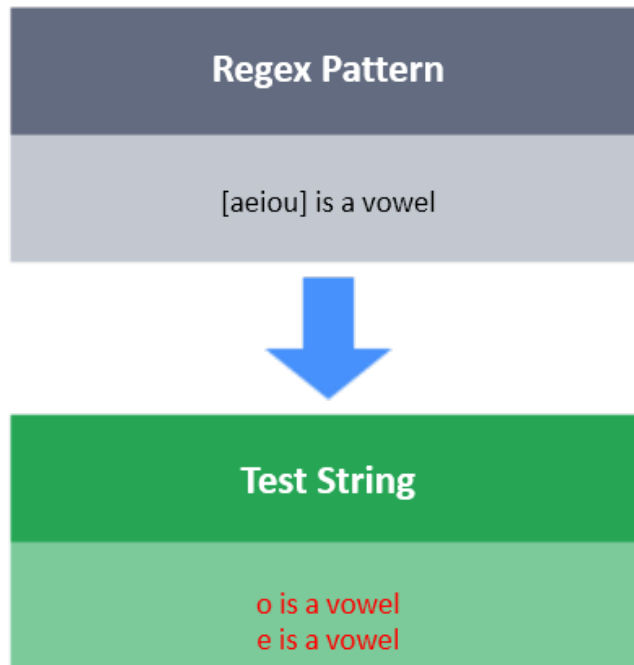 Regex Pattern
[aeiou] is a vowel
Test String
o is a vowel
e is a vowel